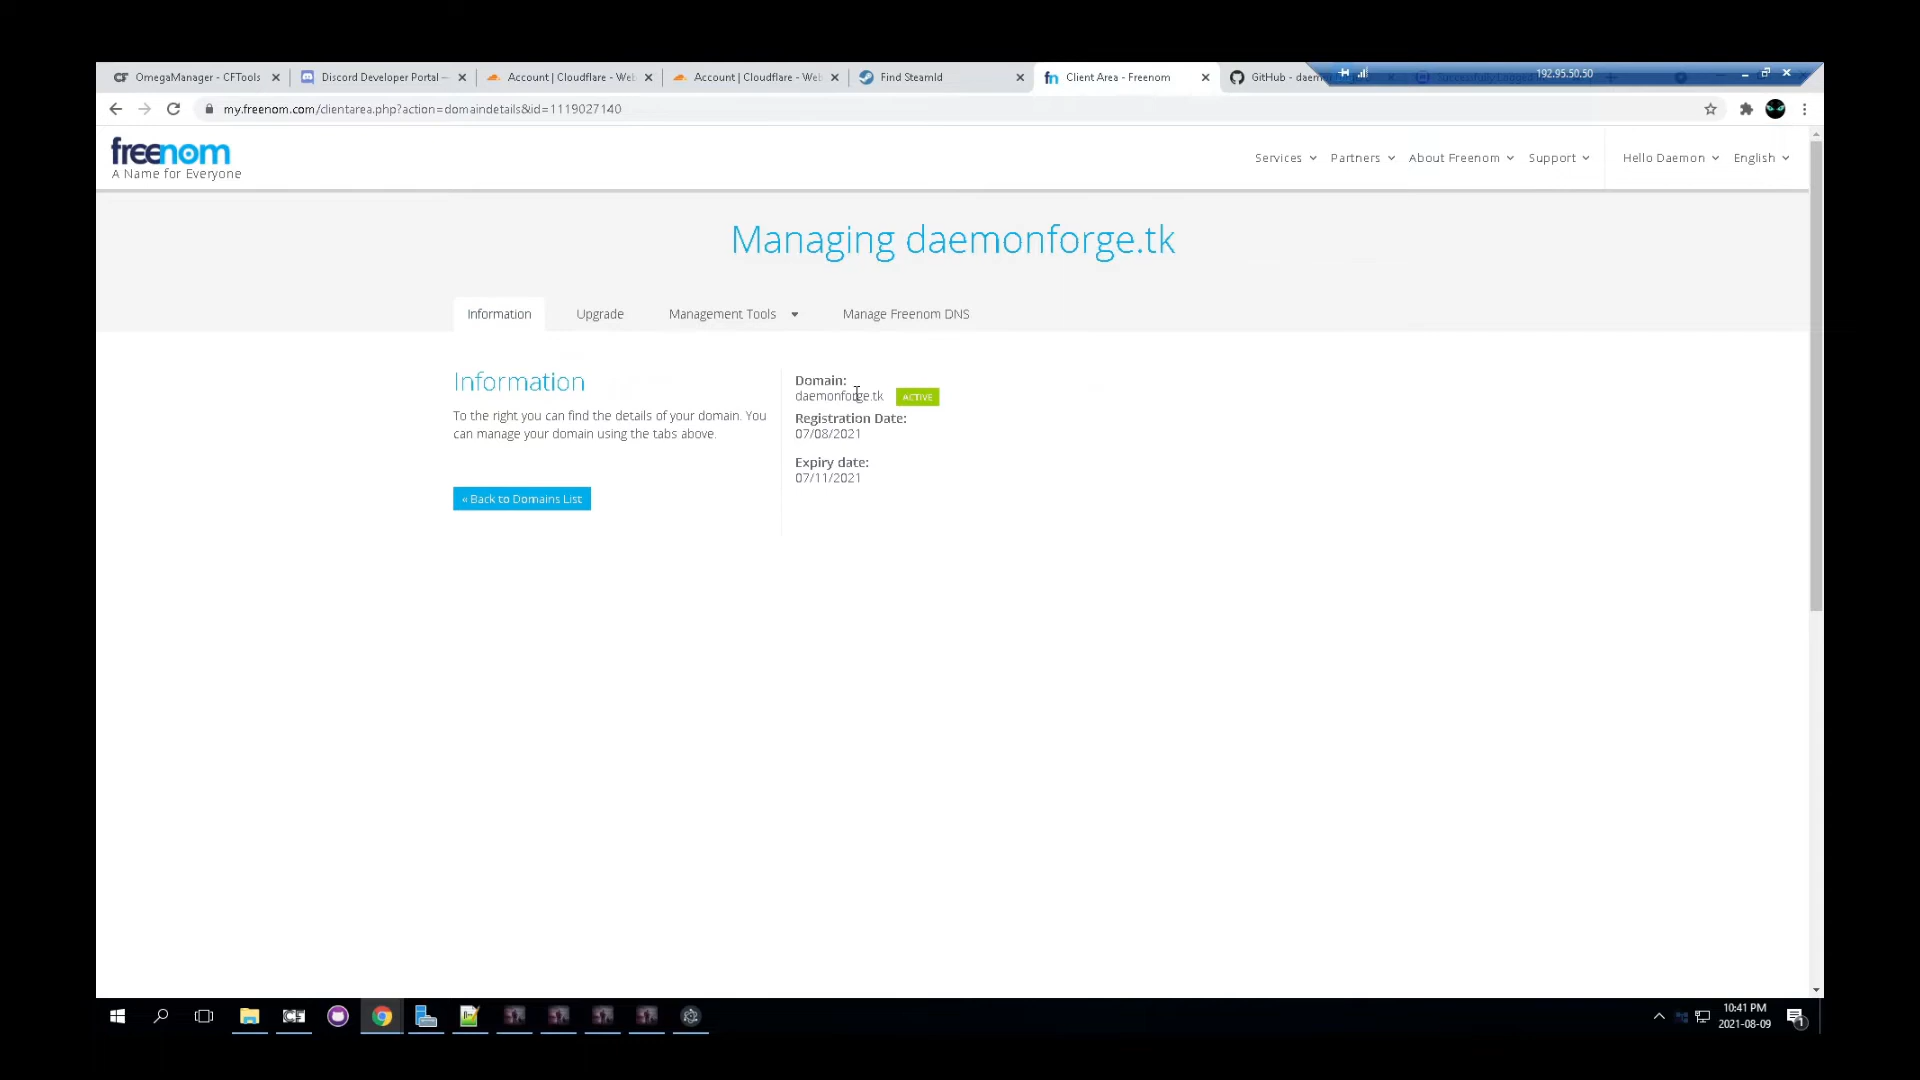 OmegaManager - CFTools
Discord Developer Portal —
Account | Cloudflare - Web
Account | Cloudflare - Web
Find SteamId
Client Area - Freenom
GitHub - daem
192.95.50.50
my.freenom.com/clientarea.php?action=domaindetails&id=1119027140
freenom
A Name for Everyone
Services
Partners
About Freenom
Support
Hello Daemon
English
Managing daemonforge.tk
Information
Upgrade
Management Tools
Manage Freenom DNS
Information
To the right you can find the details of your domain. You
can manage your domain using the tabs above.
« Back to Domains List
Domain:
daemonforge.tk ACTIVE
Registration Date:
07/08/2021
Expiry date:
07/11/2021
10:41 PM
2021-08-09
1